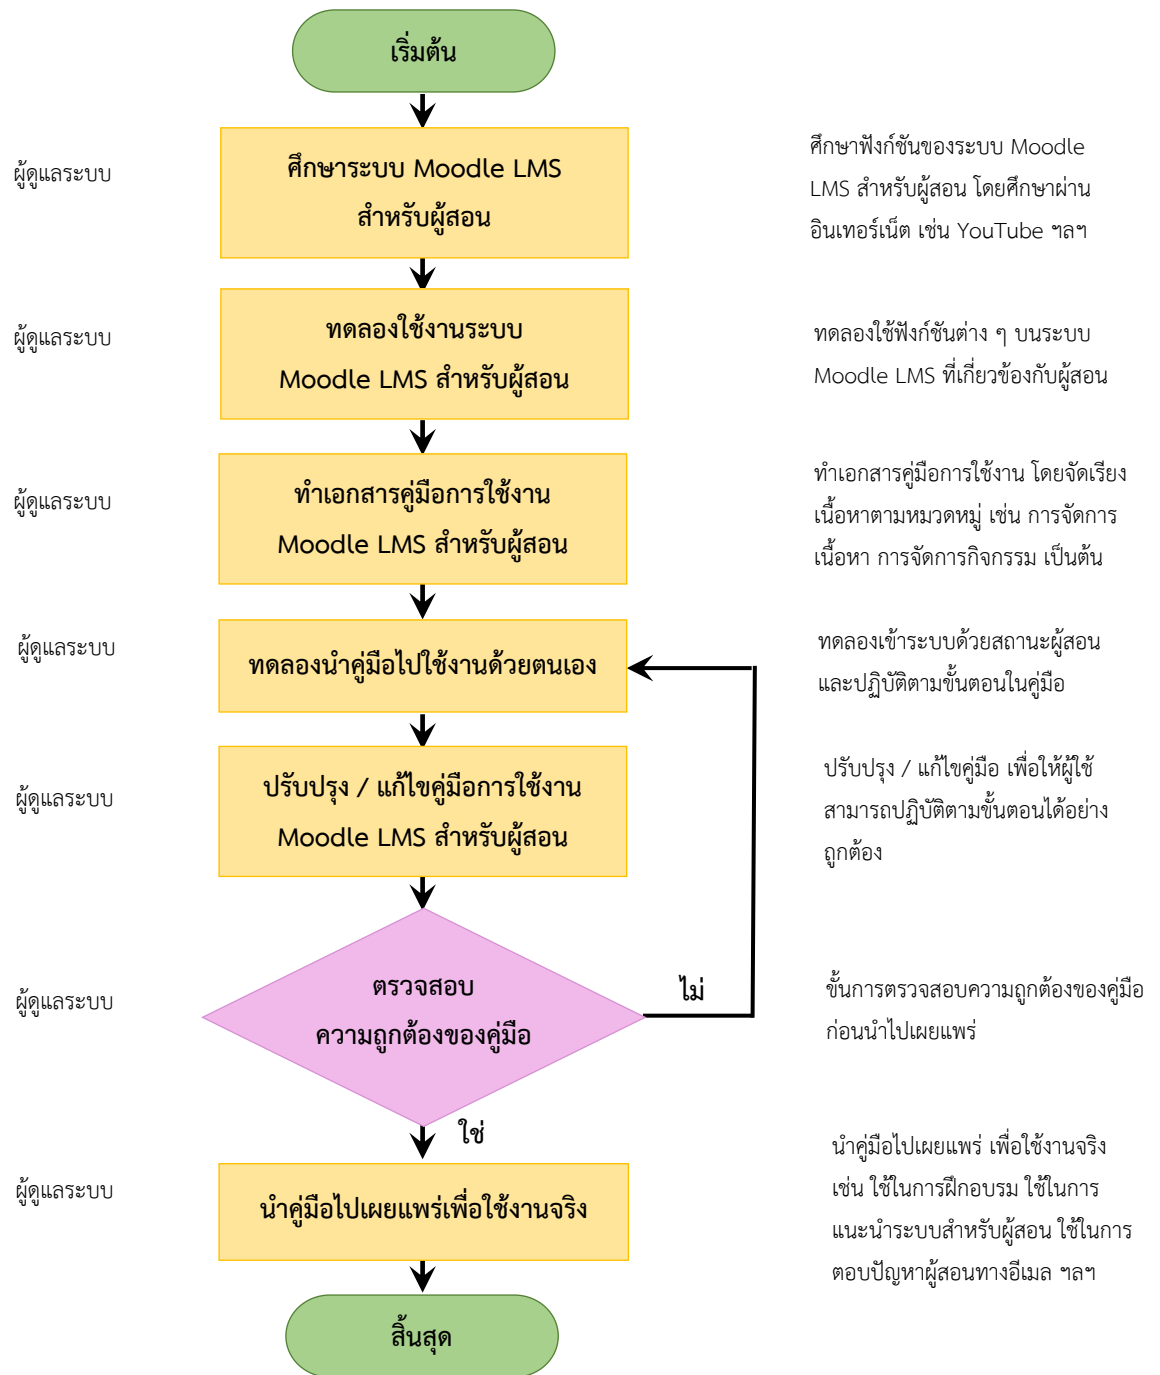 เริ่มต้น
ผู้ดูแลระบบ
ศึกษาระบบ Moodle LMS
สำหรับผู้สอน
ศึกษาฟังก์ชันของระบบ Moodle
LMS สำหรับผู้สอน โดยศึกษาผ่าน
อินเทอร์เน็ต เช่น YouTube ฯลฯ
ผู้ดูแลระบบ
ทดลองใช้งานระบบ
Moodle LMS สำหรับผู้สอน
ทดลองใช้ฟังก์ชันต่าง ๆ บนระบบ
Moodle LMS ที่เกี่ยวข้องกับผู้สอน
ผู้ดูแลระบบ
ทำเอกสารคู่มือการใช้งาน
Moodle LMS สำหรับผู้สอน
ทำเอกสารคู่มือการใช้งาน โดยจัดเรียง
เนื้อหาตามหมวดหมู่ เช่น การจัดการ
เนื้อหา การจัดการกิจกรรม เป็นต้น
ผู้ดูแลระบบ
ทดลองนำคู่มือไปใช้งานด้วยตนเอง
ทดลองเข้าระบบด้วยสถานะผู้สอน
และปฏิบัติตามขั้นตอนในคู่มือ
ผู้ดูแลระบบ
ปรับปรุง / แก้ไขคู่มือการใช้งาน
Moodle LMS สำหรับผู้สอน
ปรับปรุง / แก้ไขคู่มือ เพื่อให้ผู้ใช้
สามารถปฏิบัติตามขั้นตอนได้อย่าง
ถูกต้อง
ผู้ดูแลระบบ
ตรวจสอบ
ความถูกต้องของคู่มือ
ไม่
ขั้นการตรวจสอบความถูกต้องของคู่มือ
ก่อนนำไปเผยแพร่
ใช่
ผู้ดูแลระบบ
นำคู่มือไปเผยแพร่เพื่อใช้งานจริง
นำคู่มือไปเผยแพร่ เพื่อใช้งานจริง
เช่น ใช้ในการฝึกอบรม ใช้ในการ
แนะนำระบบสำหรับผู้สอน ใช้ในการ
ตอบปัญหาผู้สอนทางอีเมล ฯลฯ
สิ้นสุด